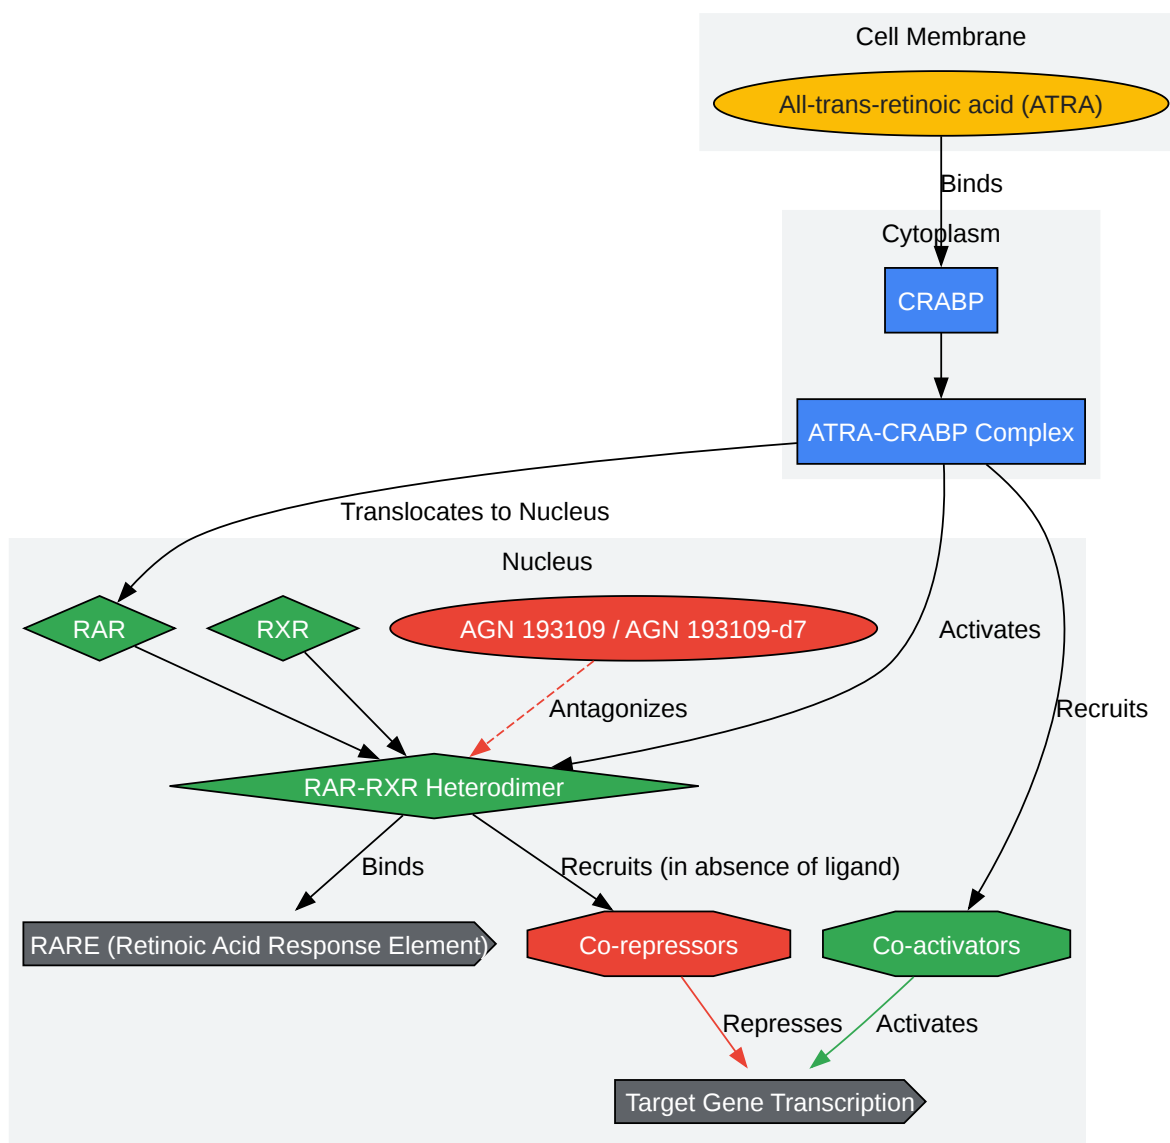 Cell Membrane
All-trans-retinoic acid (ATRA)
Binds
Cytoplasm
CRABP
ATRA-CRABP Complex
Translocates to Nucleus
Nucleus
RAR
RXR
AGN 193109 / AGN 193109-d7
Activates
Antagonizes
Recruits
RAR-RXR Heterodimer
Binds
Recruits (in absence of ligand)
RARE (Retinoic Acid Response Element)
Co-repressors
Co-activators
Represses
Activates
Target Gene Transcription